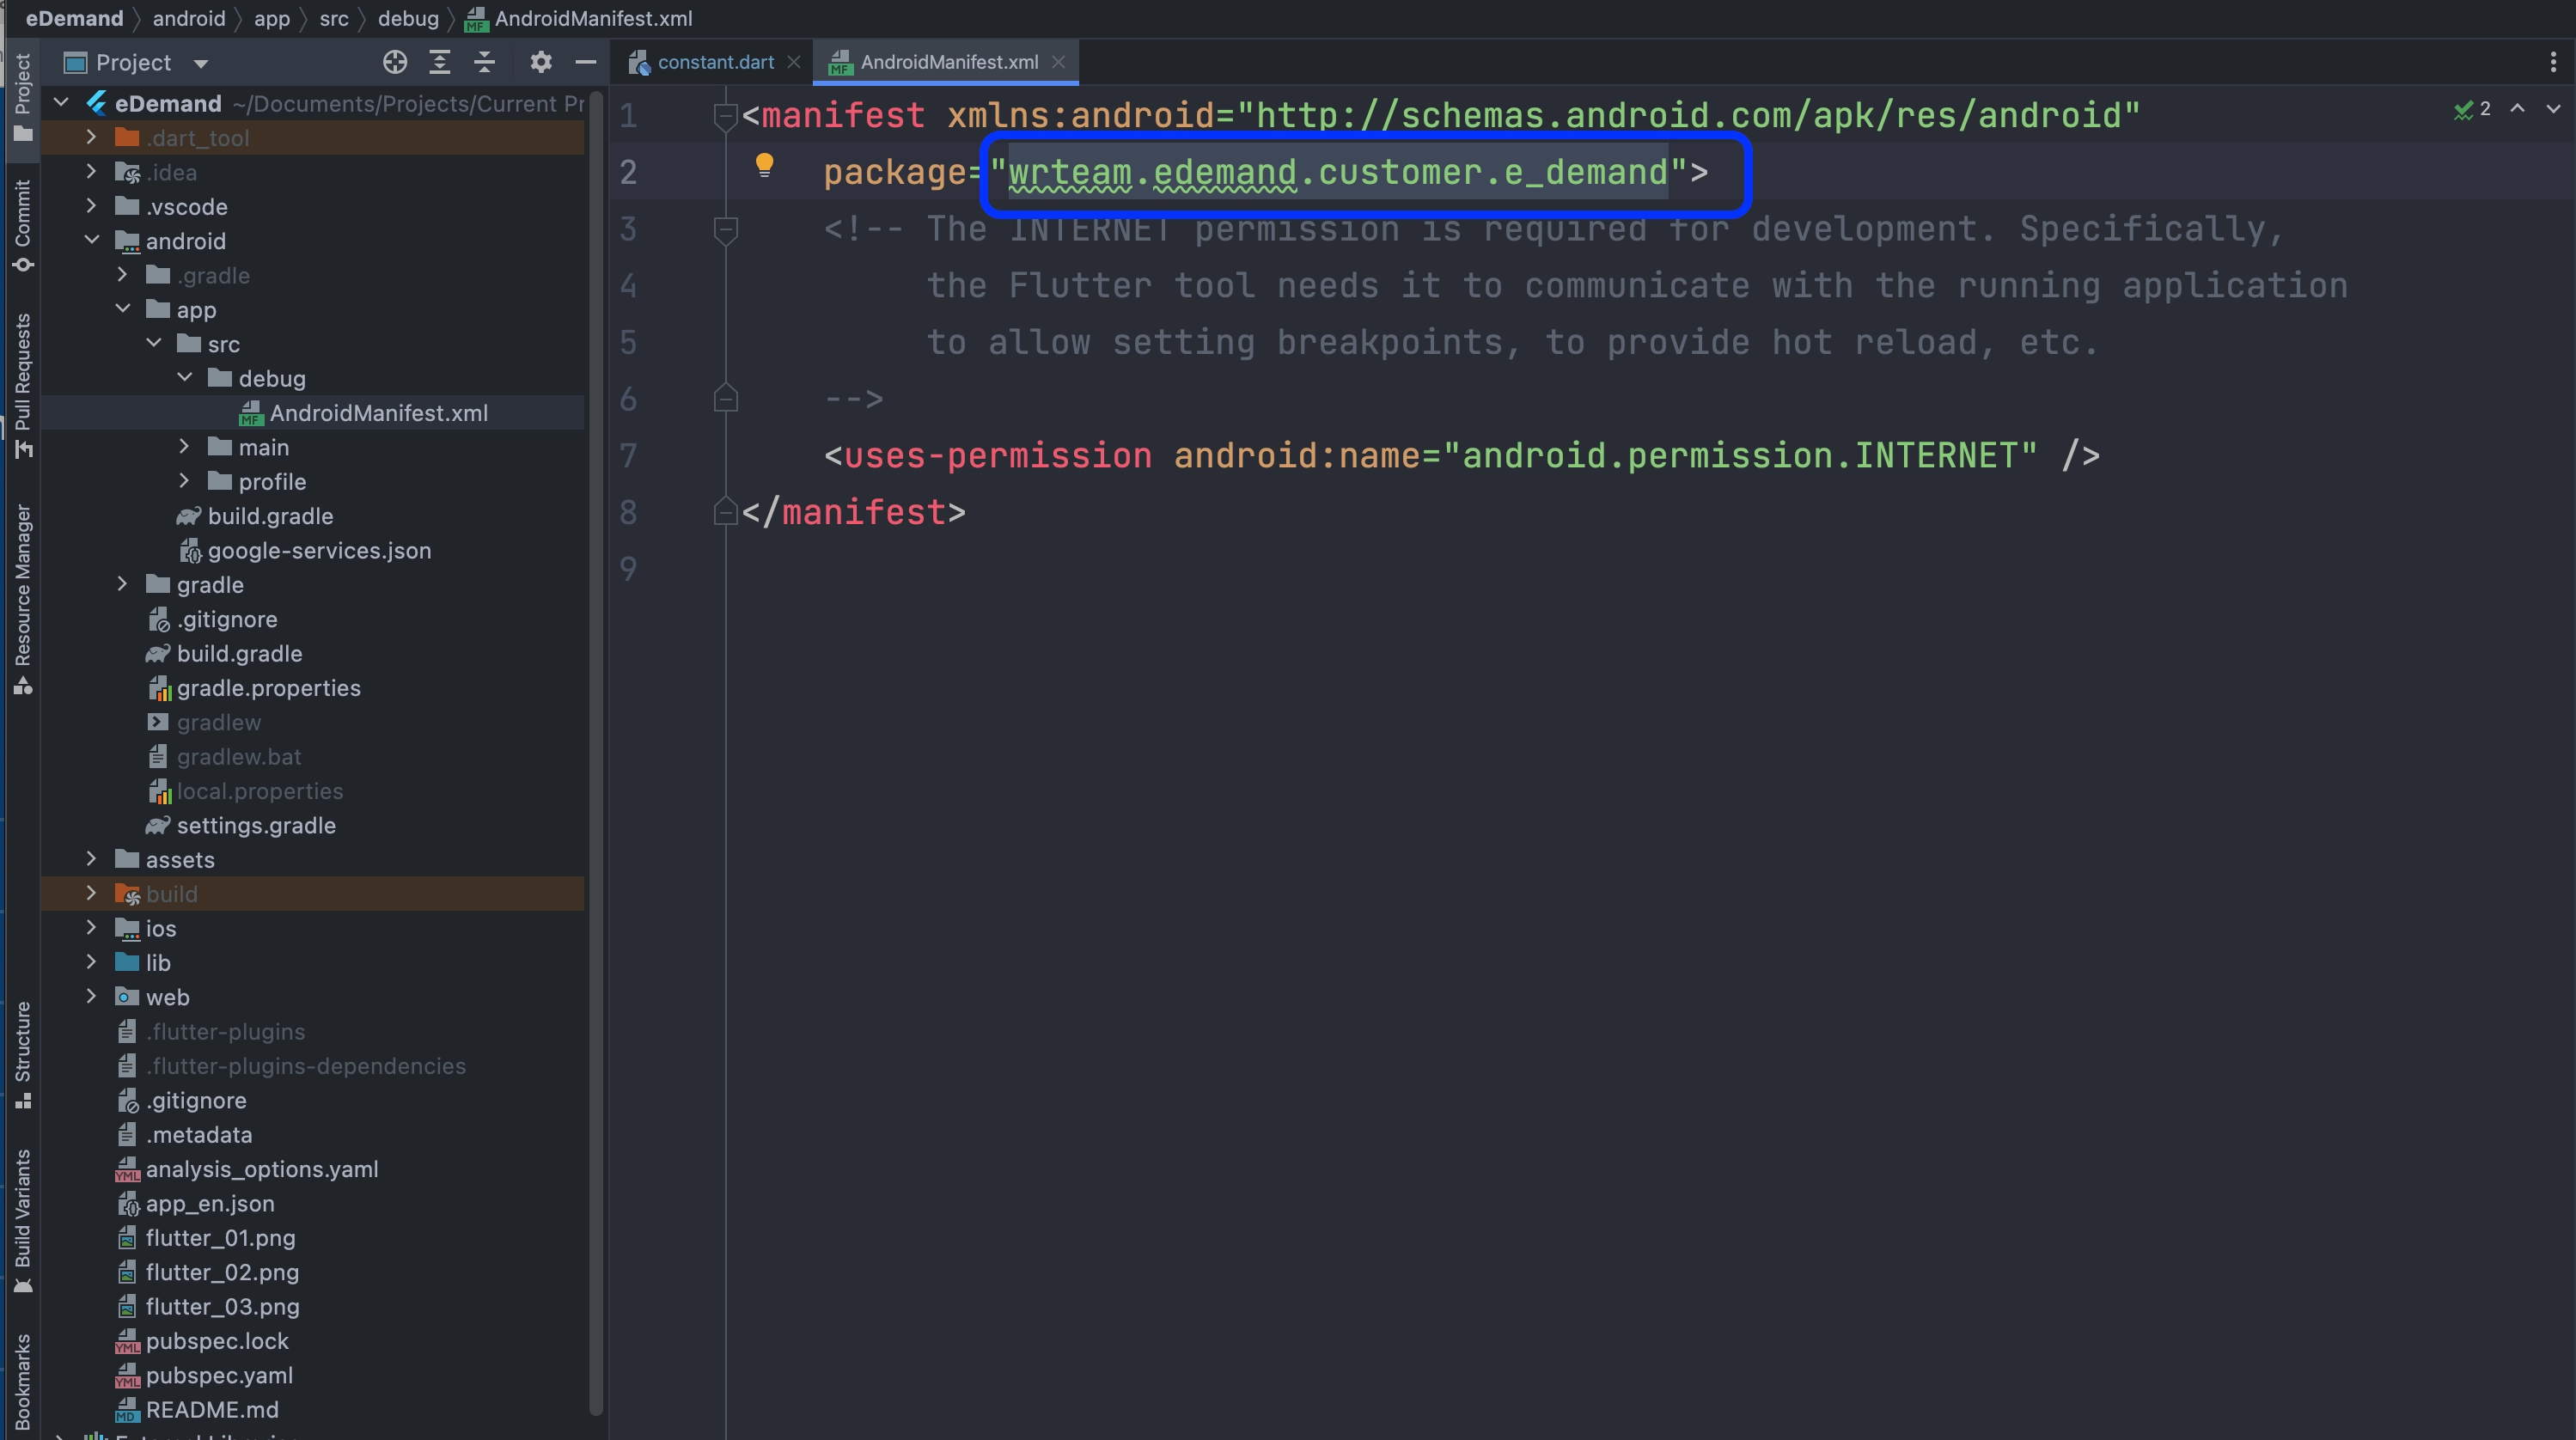 eDemand 〉 android 〉 app 〉 src 〉 debug 〉 AndroidManifest.xml
Project
constant.dart
AndroidManifest.xml
Project
Commit
Pull Requests
Resource Manager
Structure
Build Variants
Bookmarks
eDemand ~/Documents/Projects/Current Pr
.dart_tool
.idea
.vscode
android
.gradle
app
src
debug
AndroidManifest.xml
main
profile
build.gradle
google-services.json
gradle
.gitignore
build.gradle
gradle.properties
gradlew
gradlew.bat
local.properties
settings.gradle
assets
build
ios
lib
web
.flutter-plugins
.flutter-plugins-dependencies
.gitignore
.metadata
analysis_options.yaml
app_en.json
flutter_01.png
flutter_02.png
flutter_03.png
pubspec.lock
pubspec.yaml
README.md
1 <manifest xmlns:android="http://schemas.android.com/apk/res/android"
2 package="wrteam.edemand.customer.e_demand">
3 <!-- The INTERNET permission is required for development. Specifically,
4 the Flutter tool needs it to communicate with the running application
5 to allow setting breakpoints, to provide hot reload, etc.
6 -->
7 <uses-permission android:name="android.permission.INTERNET" />
8 </manifest>
9
2